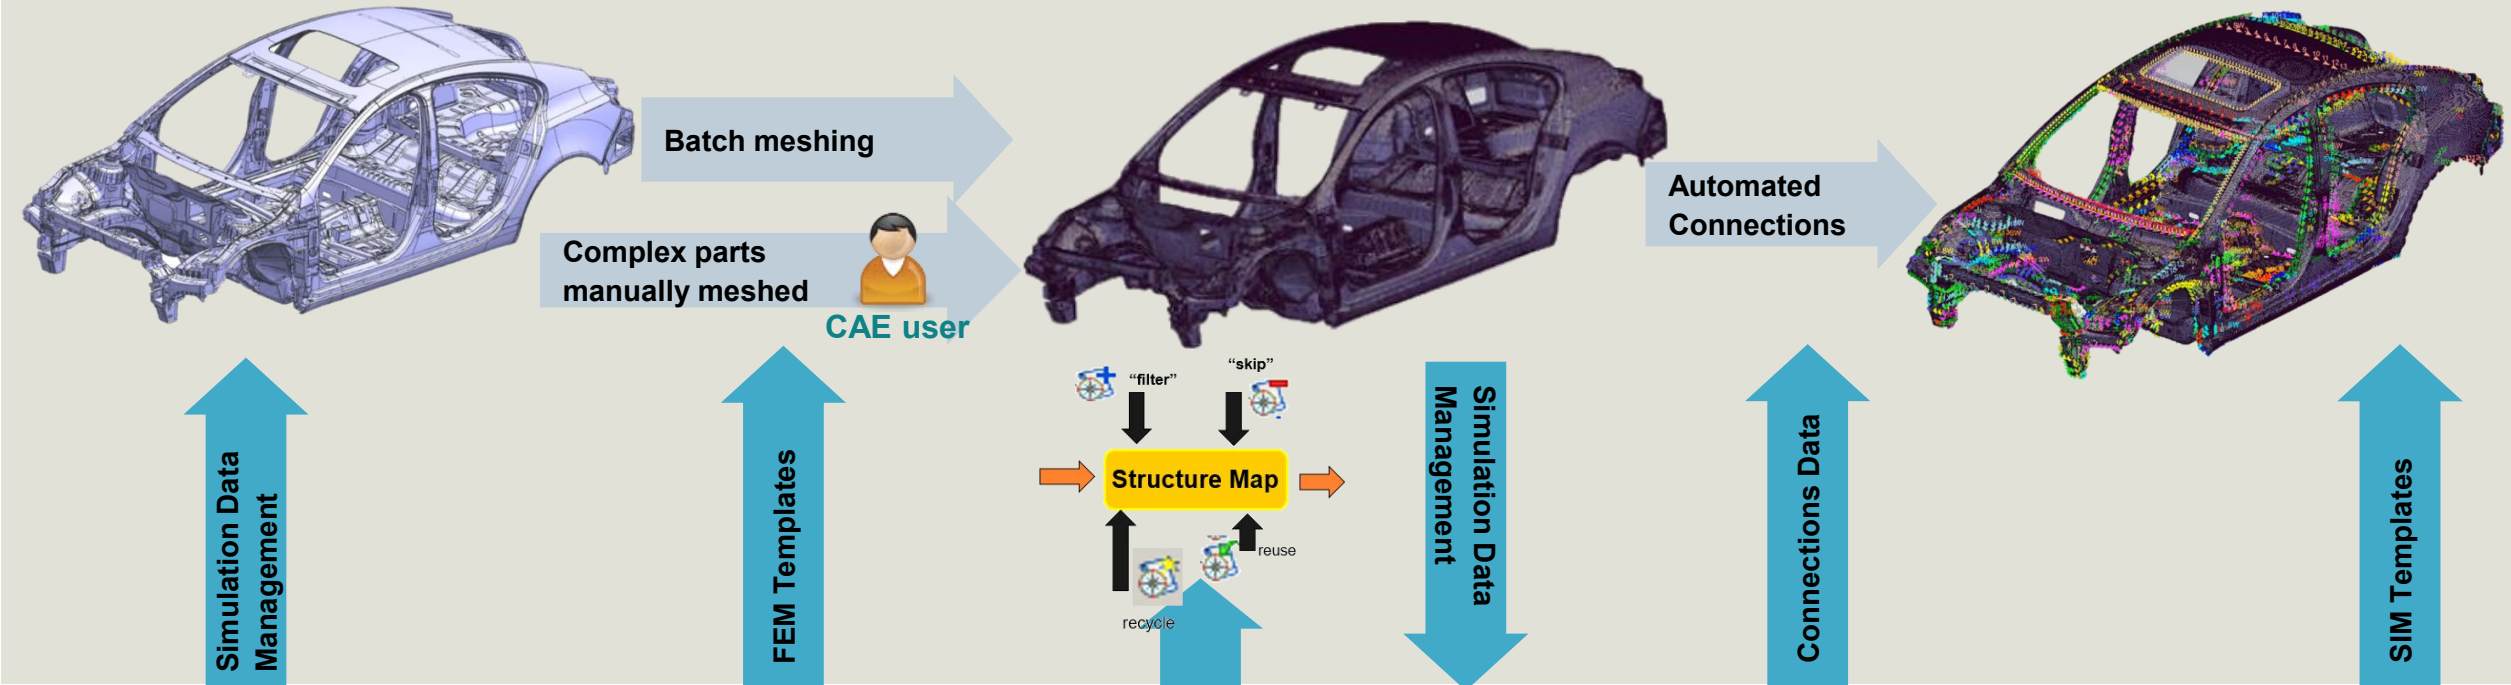 Batch meshing
Complex parts
manually meshed
CAE user
Automated
Connections
“filter”
“skip”
Structure Map
reuse
recycle
Simulation Data
Management
FEM Templates
Simulation Data
Management
Connections Data
SIM Templates